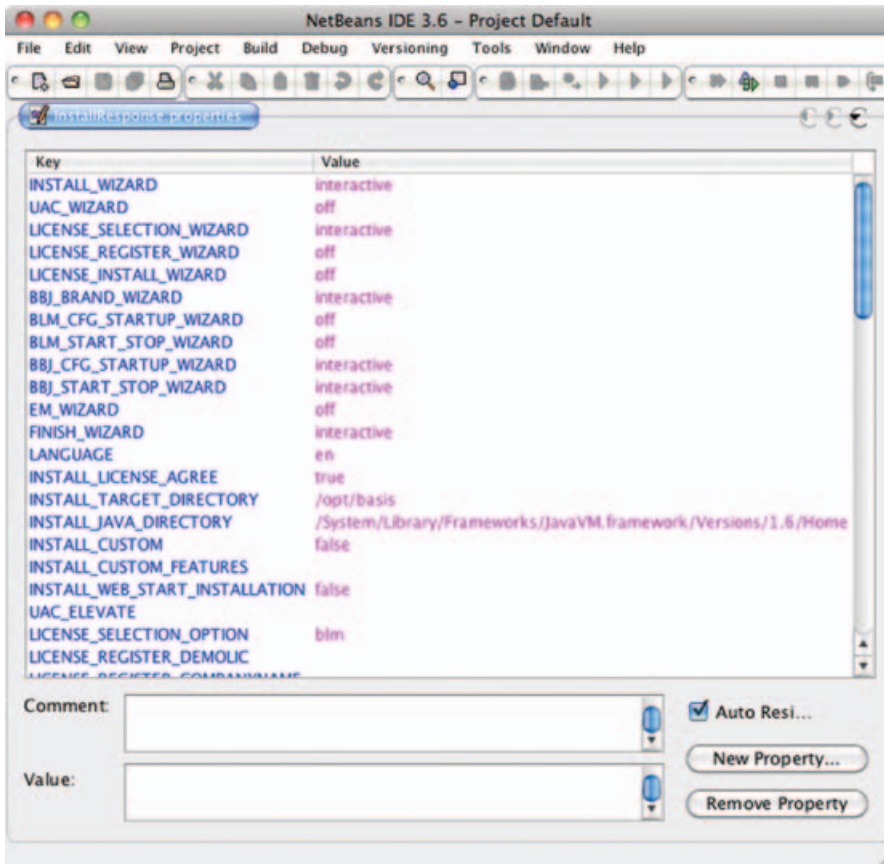 NetBeans IDE 3.6 - Project Default
File Edit View Project Build Debug Versioning Tools Window Help
InstallResponse.properties
Key Value
INSTALL_WIZARD interactive
UAC_WIZARD off
LICENSE_SELECTION_WIZARD interactive
LICENSE_REGISTER_WIZARD off
LICENSE_INSTALL_WIZARD off
BBJ_BRAND_WIZARD interactive
BLM_CFG_STARTUP_WIZARD off
BLM_START_STOP_WIZARD off
BBJ_CFG_STARTUP_WIZARD interactive
BBJ_START_STOP_WIZARD interactive
EM_WIZARD off
FINISH_WIZARD interactive
LANGUAGE en
INSTALL_LICENSE_AGREE true
INSTALL_TARGET_DIRECTORY /opt/basis
INSTALL_JAVA_DIRECTORY /System/Library/Frameworks/JavaVM.framework/Versions/1.6/Home
INSTALL_CUSTOM false
INSTALL_CUSTOM_FEATURES
INSTALL_WEB_START_INSTALLATION false
UAC_ELEVATE
LICENSE_SELECTION_OPTION blm
LICENSE_REGISTER_DEMOLIC
LICENSE_REGISTER_COMPANYNAME
Comment:
Auto Resi...
New Property...
Value:
Remove Property